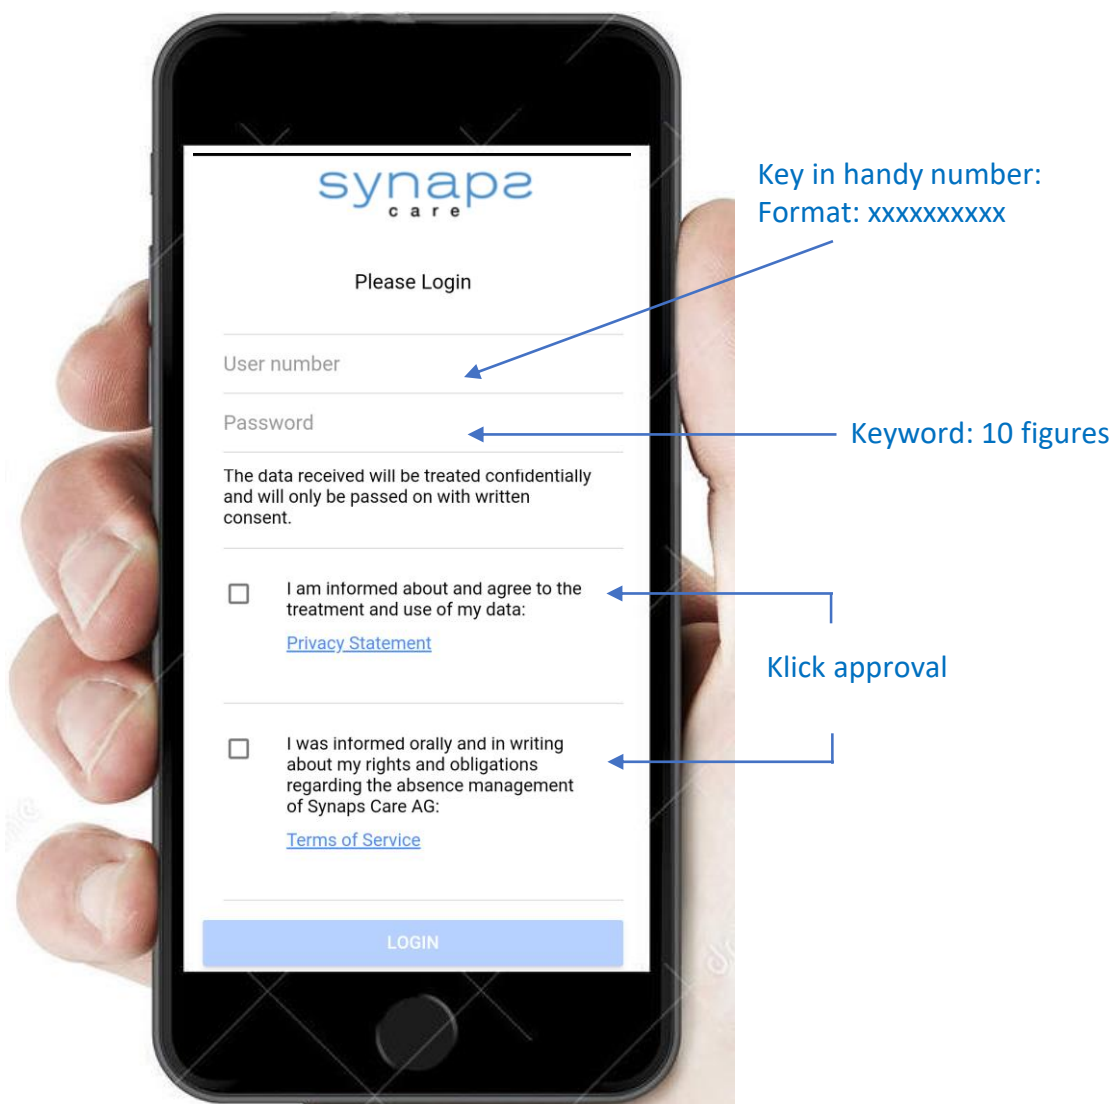 synaps
care
Please Login
User number
Password
The data received will be treated confidentially
and will only be passed on with written
consent.
I am informed about and agree to the
treatment and use of my data:
Privacy Statement
I was informed orally and in writing
about my rights and obligations
regarding the absence management
of Synaps Care AG:
Terms of Service
LOGIN
Key in handy number:
Format: xxxxxxxxxx
Keyword: 10 figures
Klick approval